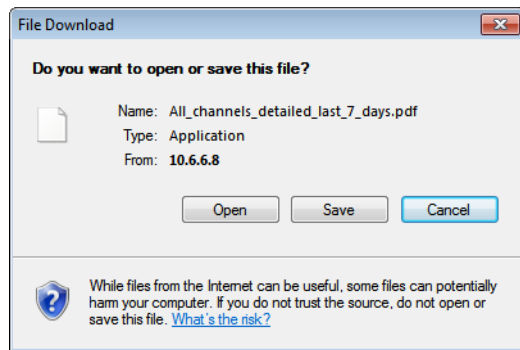 File Download
Do you want to open or save this file?
Name: All_channels_detailed_last_7_days.pdf
Type: Application
From: 10.6.6.8
Open Save Cancel
While files from the Internet can be useful, some files can potentially
harm your computer. If you do not trust the source, do not open or
save this file. What's the risk?